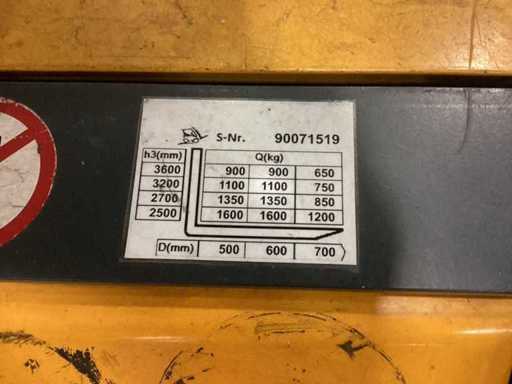 S-Nr. 90071519
h3(mm) Q(kg)
3600 900 900 650
3200 1100 1100 750
2700 1350 1350 850
2500 1600 1600 1200
D(mm) 500 600 700